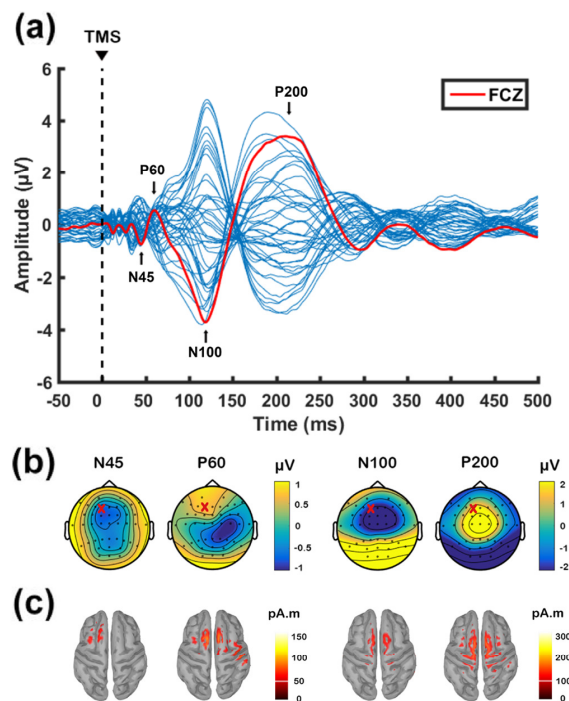 (a)
TMS
6
4
2
0
-2
-4
-6
Amplitude (µV)
P60
N45
N100
P200
FCZ
-50 0 50 100 150 200 250 300 350 400 450 500
Time (ms)
(b)
N45 P60 µV N100 P200 µV
X X X X
1
0.5
0
-0.5
-1
2
1
0
-1
-2
(c)
pA.m pA.m
150
100
50
0
300
200
100
0